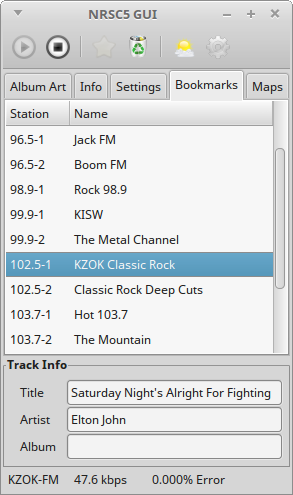 NRSC5 GUI
Album Art Info Settings Bookmarks Maps
Station Name
96.5-1 Jack FM
96.5-2 Boom FM
98.9-1 Rock 98.9
99.9-1 KISW
99.9-2 The Metal Channel
102.5-1 KZOK Classic Rock
102.5-2 Classic Rock Deep Cuts
103.7-1 Hot 103.7
103.7-2 The Mountain
Track Info
Title Saturday Night's Alright For Fighting
Artist Elton John
Album
KZOK-FM 47.6 kbps 0.000% Error